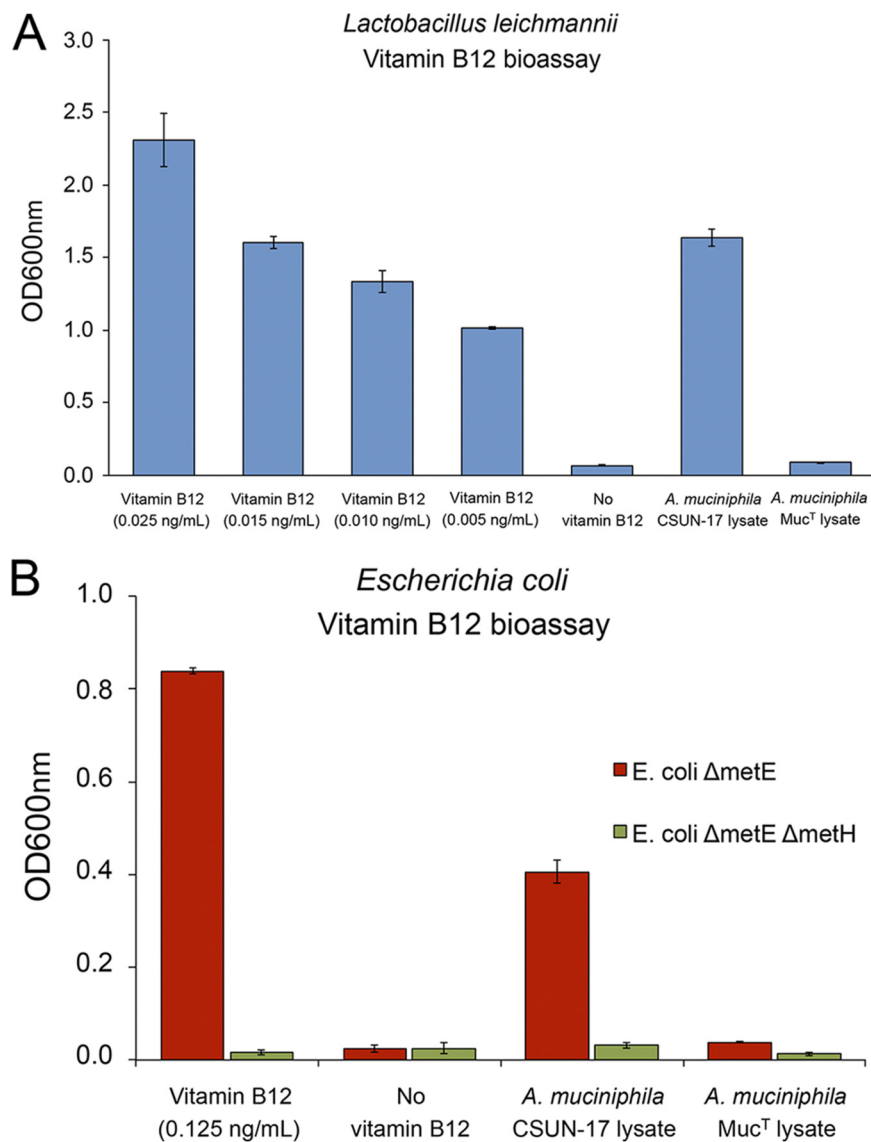 A
Lactobacillus leichmannii
Vitamin B12 bioassay
OD600nm
3.0
2.5
2.0
1.5
1.0
0.5
0.0
Vitamin B12
(0.025 ng/mL)
Vitamin B12
(0.015 ng/mL)
Vitamin B12
(0.010 ng/mL)
Vitamin B12
(0.005 ng/mL)
No
vitamin B12
A. muciniphila
CSUN-17 lysate
A. muciniphila
Mucᵀ lysate
B
Escherichia coli
Vitamin B12 bioassay
OD600nm
1.0
0.8
0.6
0.4
0.2
0.0
E. coli ΔmetE
E. coli ΔmetE ΔmetH
Vitamin B12
(0.125 ng/mL)
No
vitamin B12
A. muciniphila
CSUN-17 lysate
A. muciniphila
Mucᵀ lysate